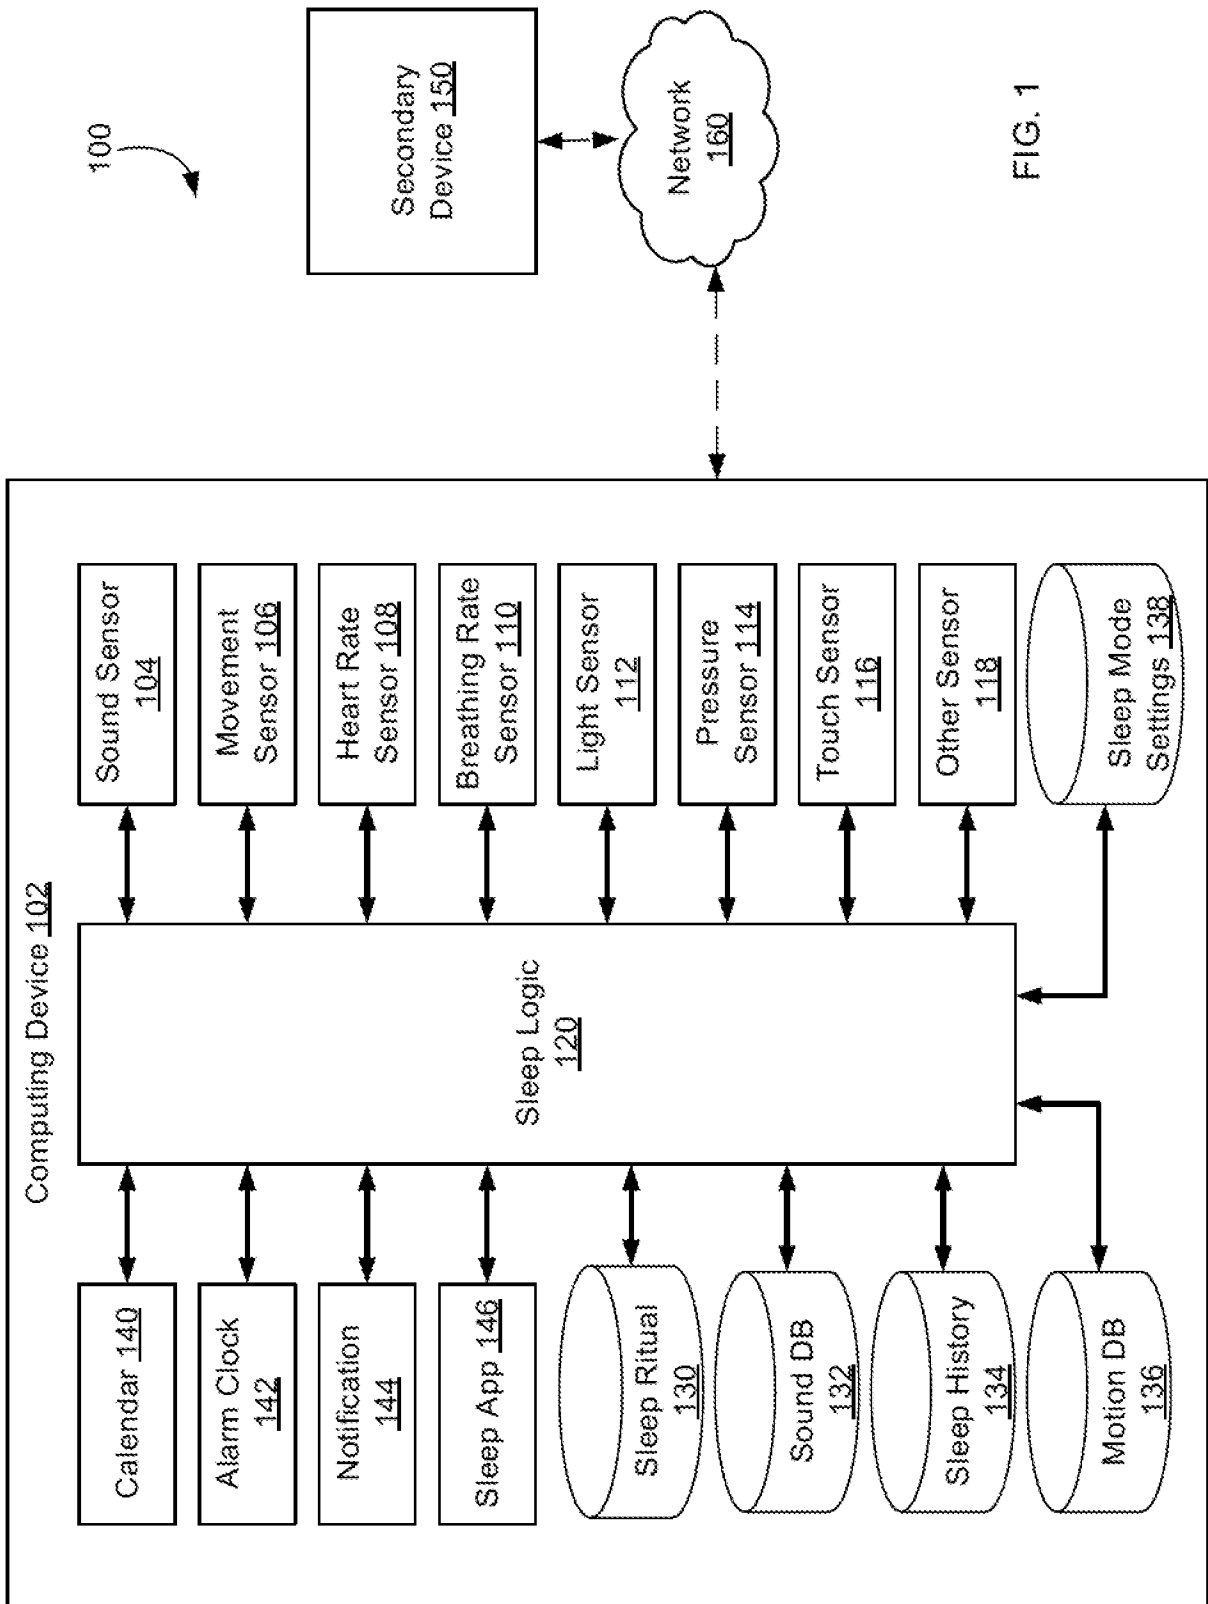 100
Computing Device 102
Calendar 140
Alarm Clock
142
Notification
144
Sleep App 146
Sleep Ritual
130
Sound DB
132
Sleep History
134
Motion DB
136
Sleep Logic
120
Sound Sensor
104
Movement
Sensor 106
Heart Rate
Sensor 108
Breathing Rate
Sensor 110
Light Sensor
112
Pressure
Sensor 114
Touch Sensor
116
Other Sensor
118
Sleep Mode
Settings 138
Secondary
Device 150
Network
160
FIG. 1